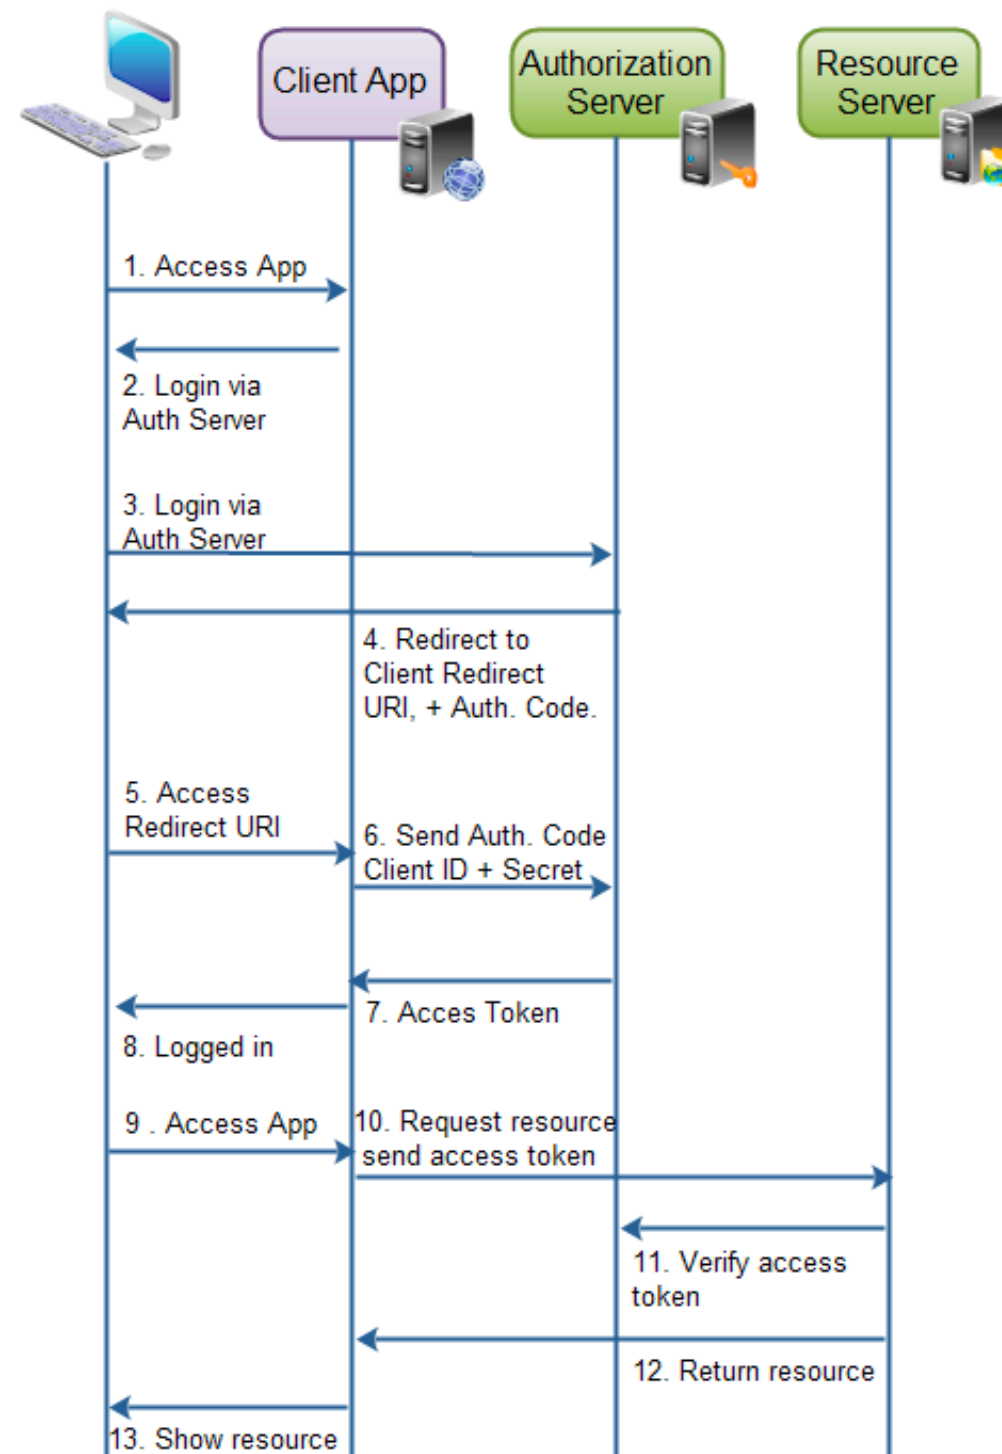 Client App
Authorization
Server
Resource
Server
1. Access App
2. Login via
Auth Server
3. Login via
Auth Server
4. Redirect to
Client Redirect
URI, + Auth. Code.
5. Access
Redirect URI
6. Send Auth. Code
Client ID + Secret
7. Acces Token
8. Logged in
9 . Access App
10. Request resource
send access token
11. Verify access
token
12. Return resource
13. Show resource